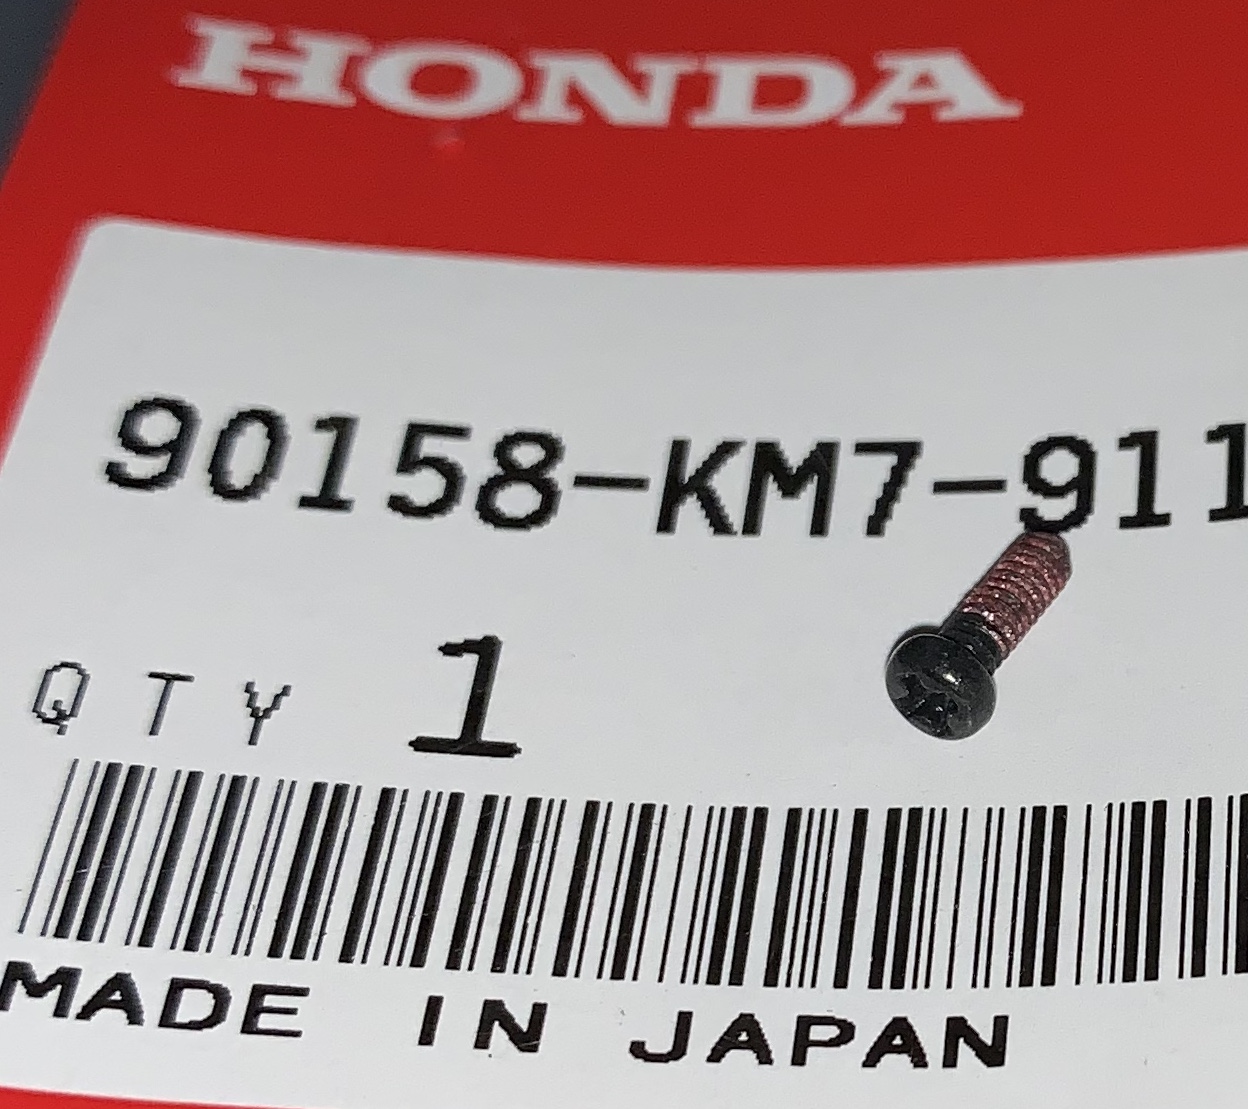 HONDA
90158-KM7-911
QTY 1
MADE IN JAPAN